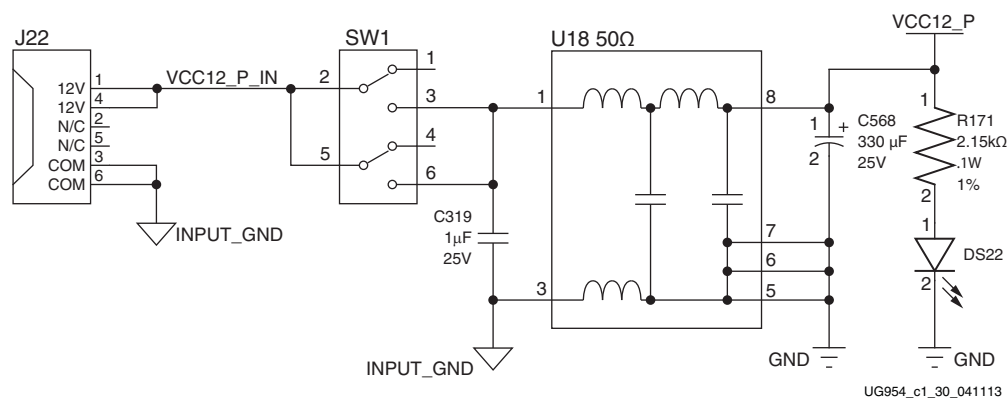 VCC12_P
J22
SW1
U18 50Ω
12V 1
12V 4
N/C 2
N/C 5
COM 3
COM 6
VCC12_P_IN
INPUT_GND
2
5
1
3
4
6
C319
1µF
25V
INPUT_GND
1
3
8
7
6
5
1
+
2
C568
330 µF
25V
GND
1
R171
2.15kΩ
.1W
1%
2
1
DS22
2
GND
UG954_c1_30_041113